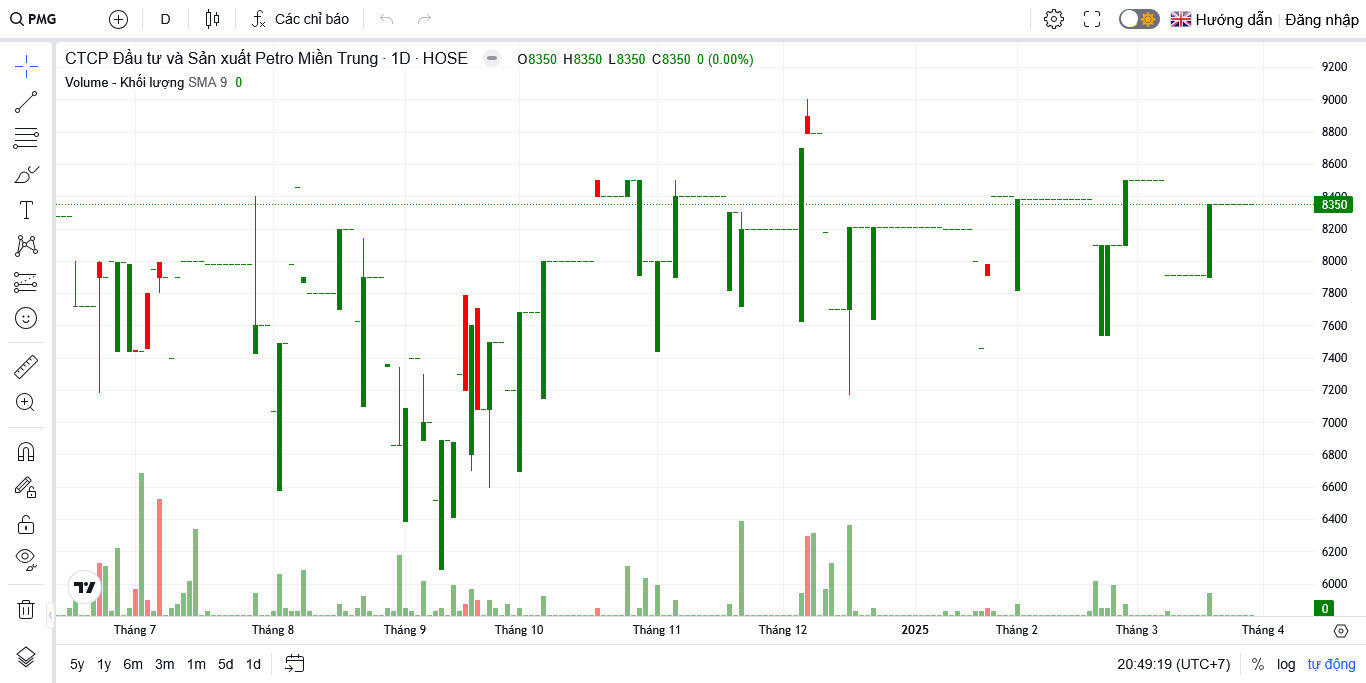 PMG
D
Các chỉ báo
Hướng dẫn
Đăng nhập
CTCP Đầu tư và Sản xuất Petro Miền Trung · 1D · HOSE
O8350 H8350 L8350 C8350 0 (0.00%)
Volume - Khối lượng SMA 9 0
9200
9000
8800
8600
8400
8350
8200
8000
7800
7600
7400
7200
7000
6800
6600
6400
6200
6000
0
Tháng 7 Tháng 8 Tháng 9 Tháng 10 Tháng 11 Tháng 12 2025 Tháng 2 Tháng 3 Tháng 4
5y 1y 6m 3m 1m 5d 1d
20:49:19 (UTC+7) % log tự động